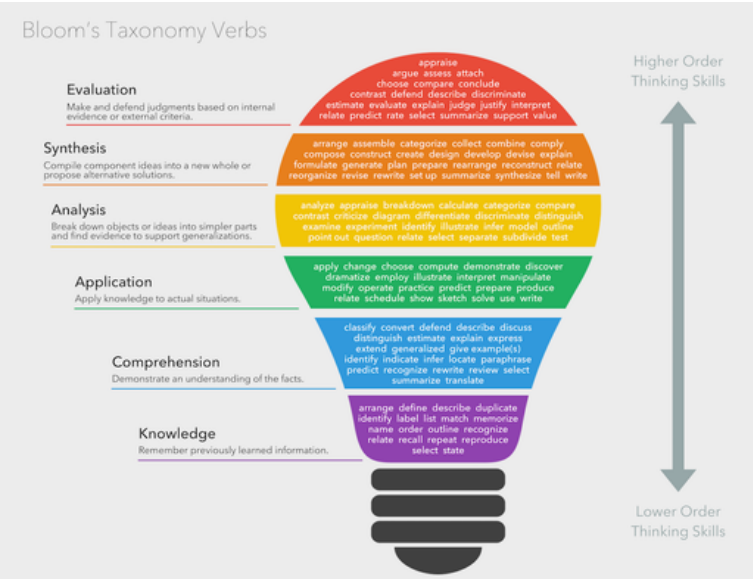 Bloom's Taxonomy Verbs
Higher Order
Thinking Skills
Evaluation
Make and defend judgments based on internal
evidence or external criteria.
appraise
argue assess attach
choose compare conclude
contrast defend describe discriminate
estimate evaluate explain judge justify interpret
relate predict rate select summarize support value
Synthesis
Compile component ideas into a new whole or
propose alternative solutions.
arrange assemble categorize collect combine comply
compose construct create design develop devise explain
formulate generate plan prepare rearrange reconstruct relate
reorganize revise rewrite set up summarize synthesize tell write
Analysis
Break down objects or ideas into simpler parts
and find evidence to support generalizations.
analyze appraise breakdown calculate categorize compare
contrast criticize diagram differentiate discriminate distinguish
examine experiment identify illustrate infer model outline
point out question relate select separate subdivide test
Application
Apply knowledge to actual situations.
apply change choose compute demonstrate discover
dramatize employ illustrate interpret manipulate
modify operate practice predict prepare produce
relate schedule show sketch solve use write
Comprehension
Demonstrate an understanding of the facts.
classify convert defend describe discuss
distinguish estimate explain express
extend generalized give example(s)
identify indicate infer locate paraphrase
predict recognize rewrite review select
summarize translate
Knowledge
Remember previously learned information.
arrange define describe duplicate
identify label list match memorize
name order outline recognize
relate recall repeat reproduce
select state
Lower Order
Thinking Skills